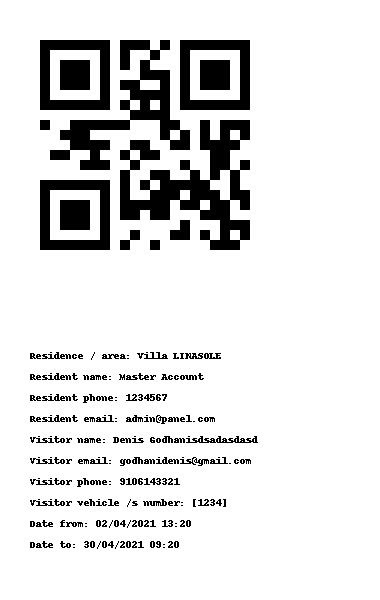 Residence / area: Villa LINASOLE
Resident name: Master Account
Resident phone: 1234567
Resident email: admin@panel.com
Visitor name: Denis Godhanisdsadasdasd
Visitor email: godhanidenis@gmail.com
Visitor phone: 9106143321
Visitor vehicle /s number: [1234]
Date from: 02/04/2021 13:20
Date to: 30/04/2021 09:20